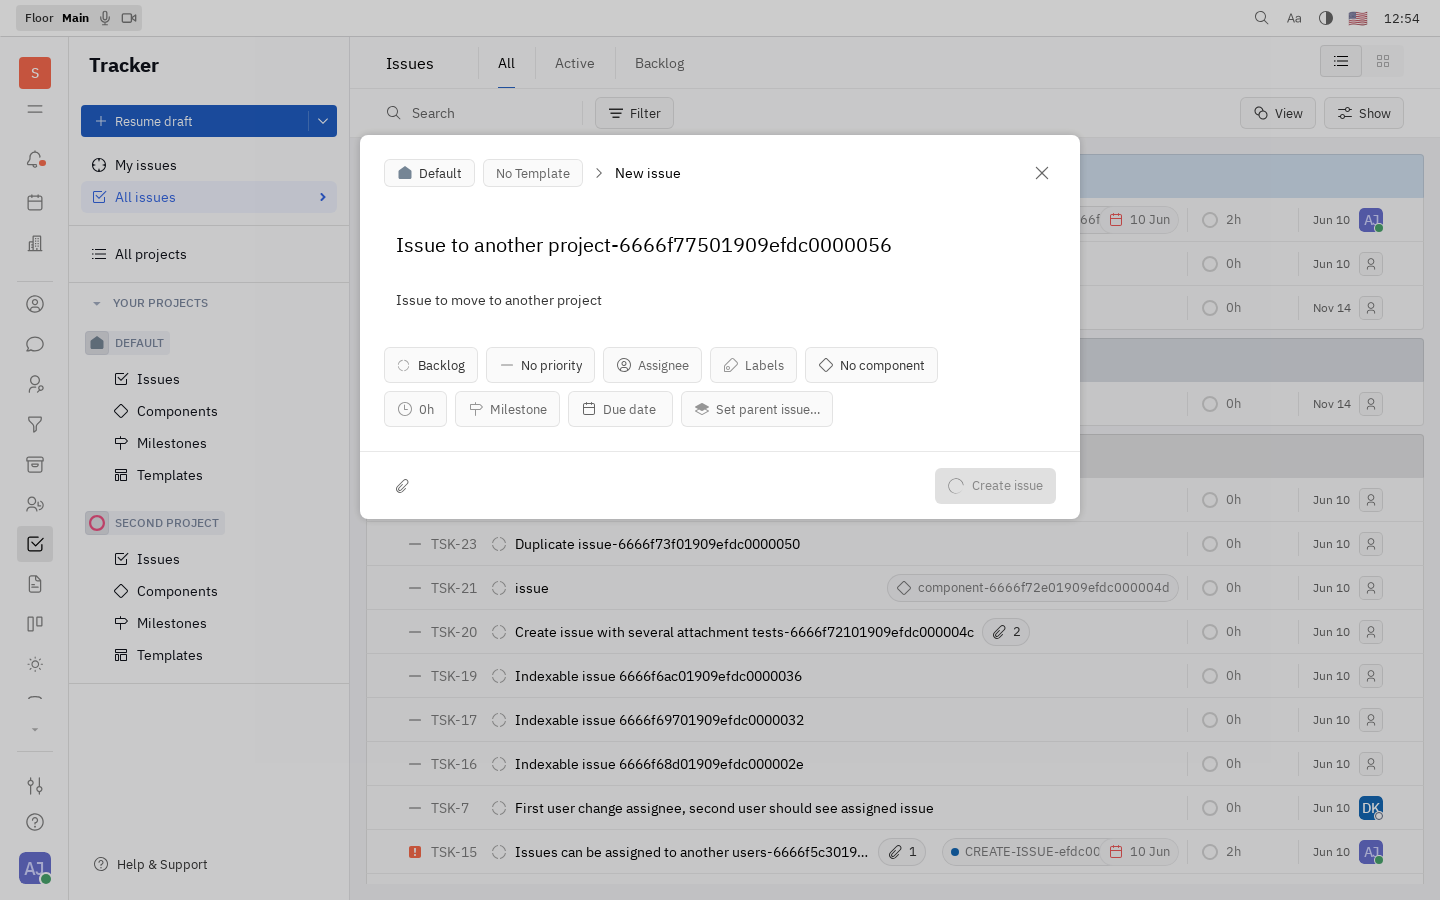 Floor Main
Aa
12:54
S
Tracker
Resume draft
My issues
All issues
All projects
YOUR PROJECTS
DEFAULT
Issues
Components
Milestones
Templates
SECOND PROJECT
Issues
Components
Milestones
Templates
Help & Support
AJ
Issues All Active Backlog
Search Filter View Show
66f 10 Jun 2h Jun 10 AJ
0h Jun 10
0h Nov 14
0h Nov 14
0h Jun 10
Default No Template New issue
Issue to another project-6666f77501909efdc0000056
Issue to move to another project
Backlog No priority Assignee Labels No component
0h Milestone Due date Set parent issue...
Create issue
TSK-23 Duplicate issue-6666f73f01909efdc0000050 0h Jun 10
TSK-21 issue component-6666f72e01909efdc000004d 0h Jun 10
TSK-20 Create issue with several attachment tests-6666f72101909efdc000004c 2 0h Jun 10
TSK-19 Indexable issue 6666f6ac01909efdc0000036 0h Jun 10
TSK-17 Indexable issue 6666f69701909efdc0000032 0h Jun 10
TSK-16 Indexable issue 6666f68d01909efdc000002e 0h Jun 10
TSK-7 First user change assignee, second user should see assigned issue 0h Jun 10 DK
TSK-15 Issues can be assigned to another users-6666f5c3019... 1 CREATE-ISSUE-efdc00 10 Jun 2h Jun 10 AJ